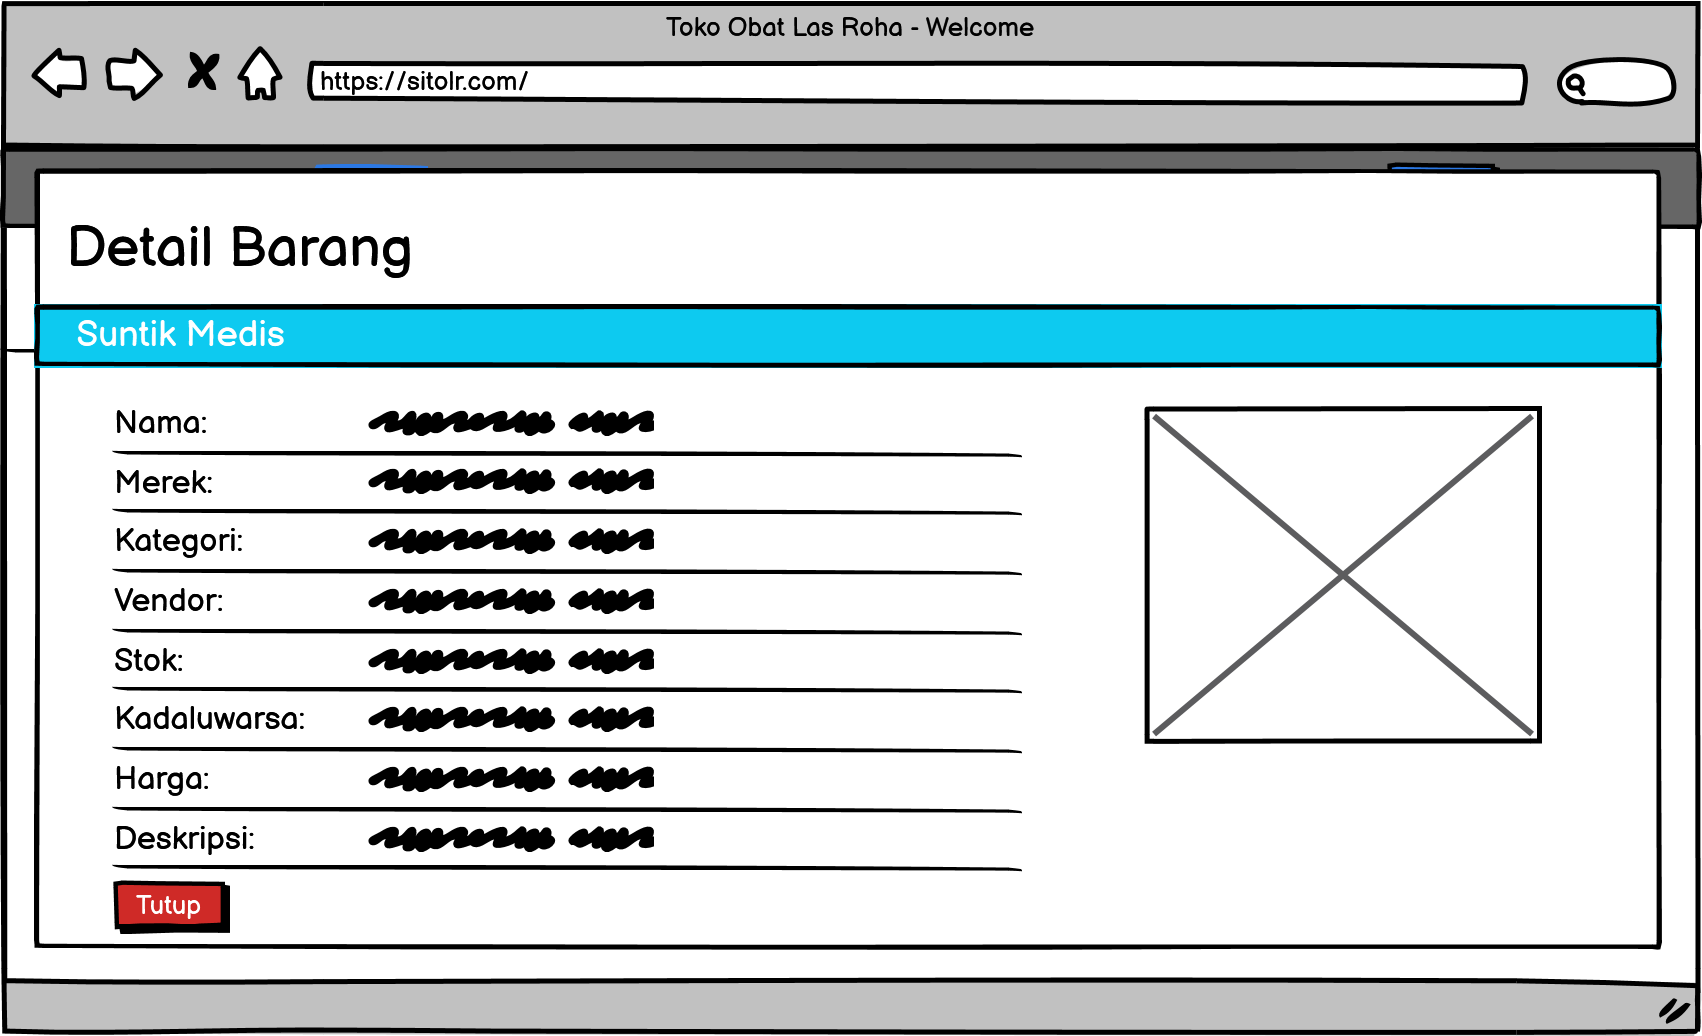 Toko Obat Las Roha - Welcome
https://sitolr.com/
Detail Barang
Suntik Medis
Nama:
Merek:
Kategori:
Vendor:
Stok:
Kadaluwarsa:
Harga:
Deskripsi:
Tutup